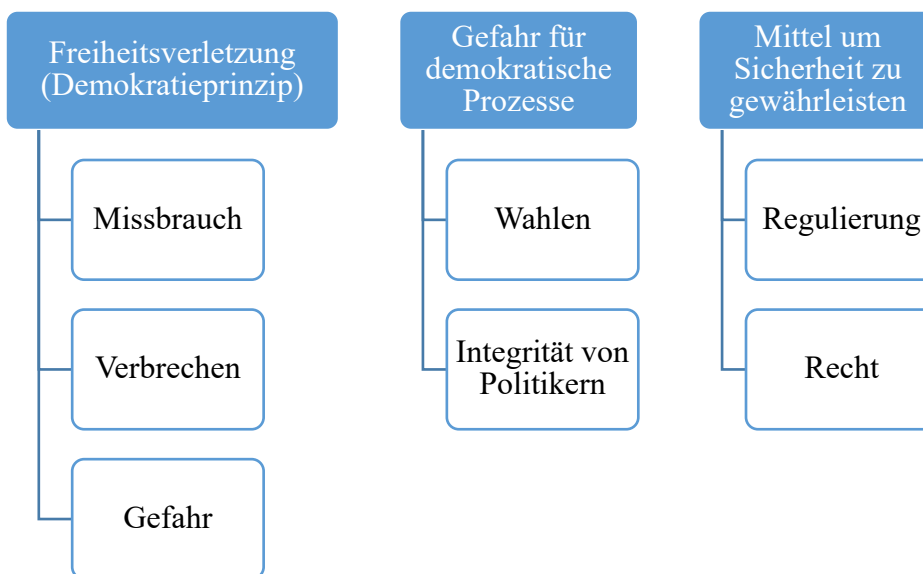 Freiheitsverletzung
(Demokratieprinzip)
Missbrauch
Verbrechen
Gefahr
Gefahr für
demokratische
Prozesse
Wahlen
Integrität von
Politikern
Mittel um
Sicherheit zu
gewährleisten
Regulierung
Recht